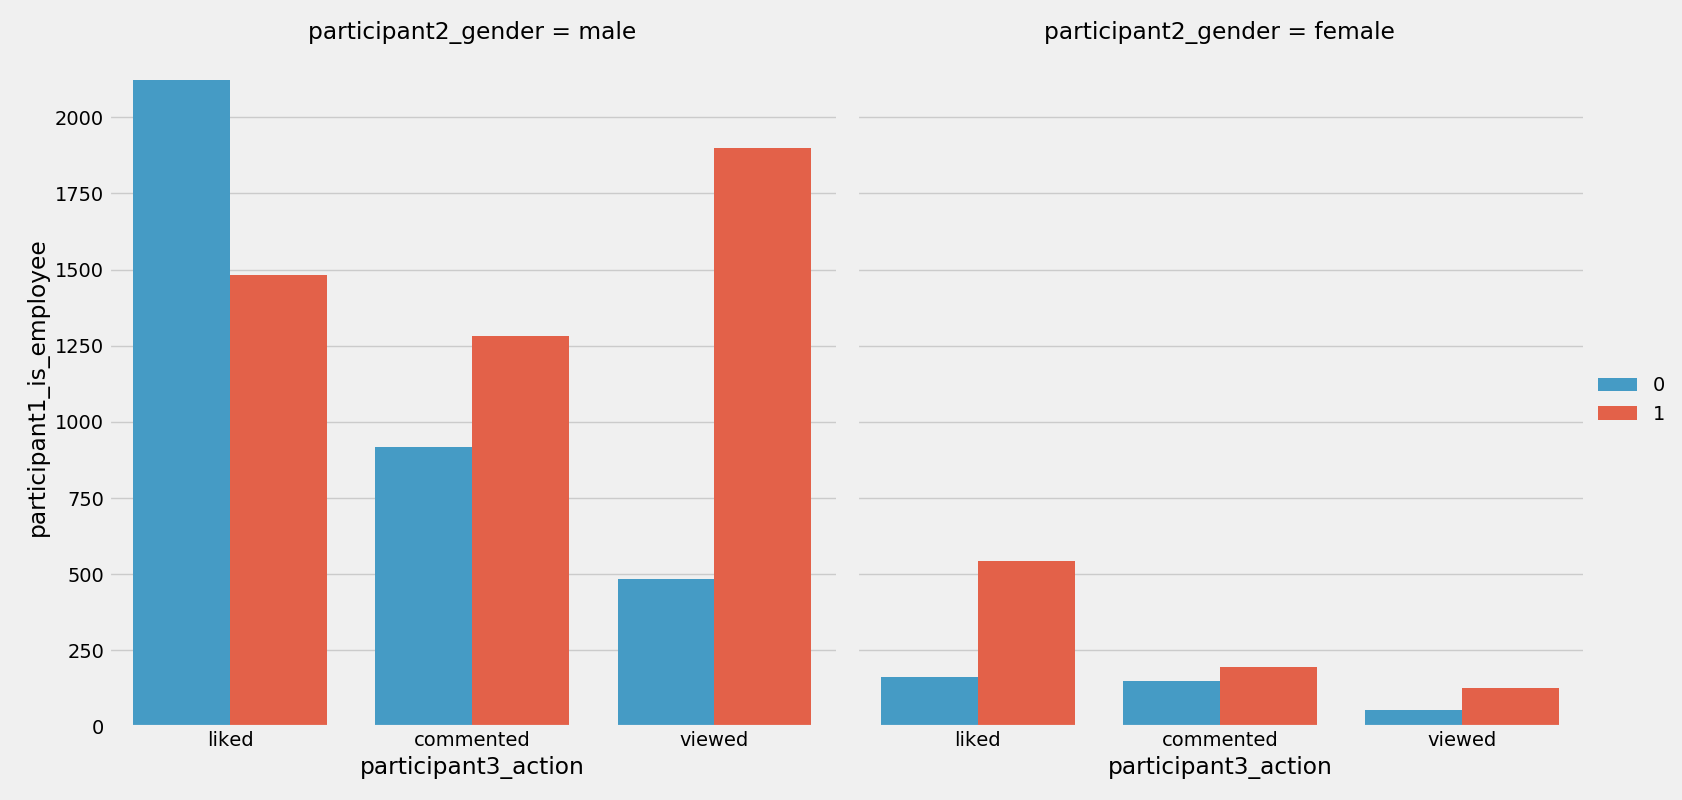 participant2_gender = male
participant2_gender = female
participant1_is_employee
2000
1750
1500
1250
1000
750
500
250
0
liked commented viewed
liked commented viewed
participant3_action
participant3_action
0
1